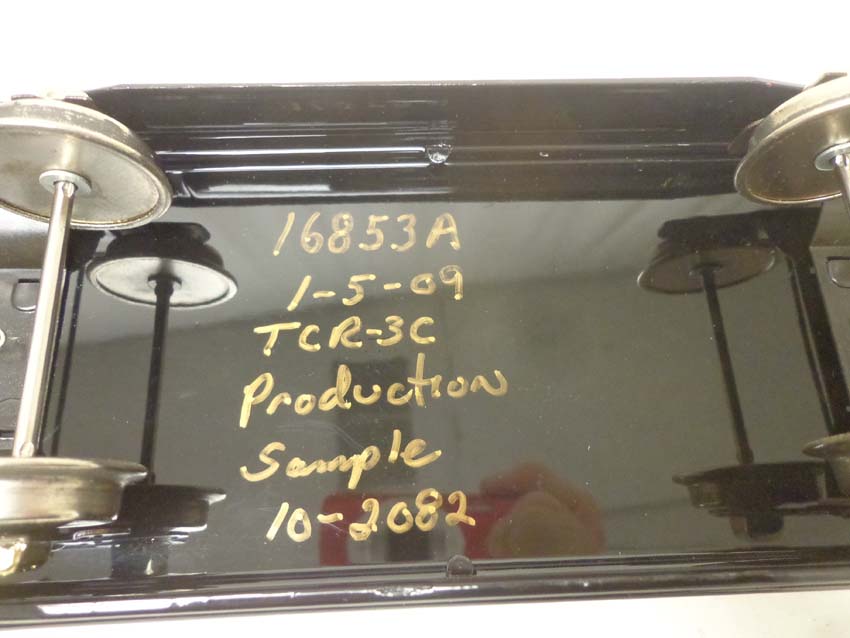 16853A
1-5-09
TCR-3C
Production
Sample
10-2082